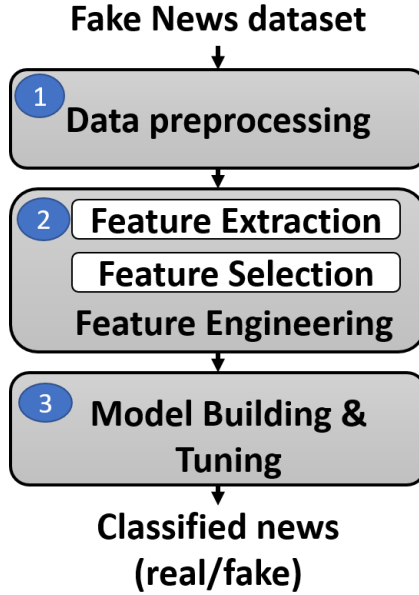 Fake News dataset
1
Data preprocessing
2
Feature Extraction
Feature Selection
Feature Engineering
3
Model Building &
Tuning
Classified news
(real/fake)